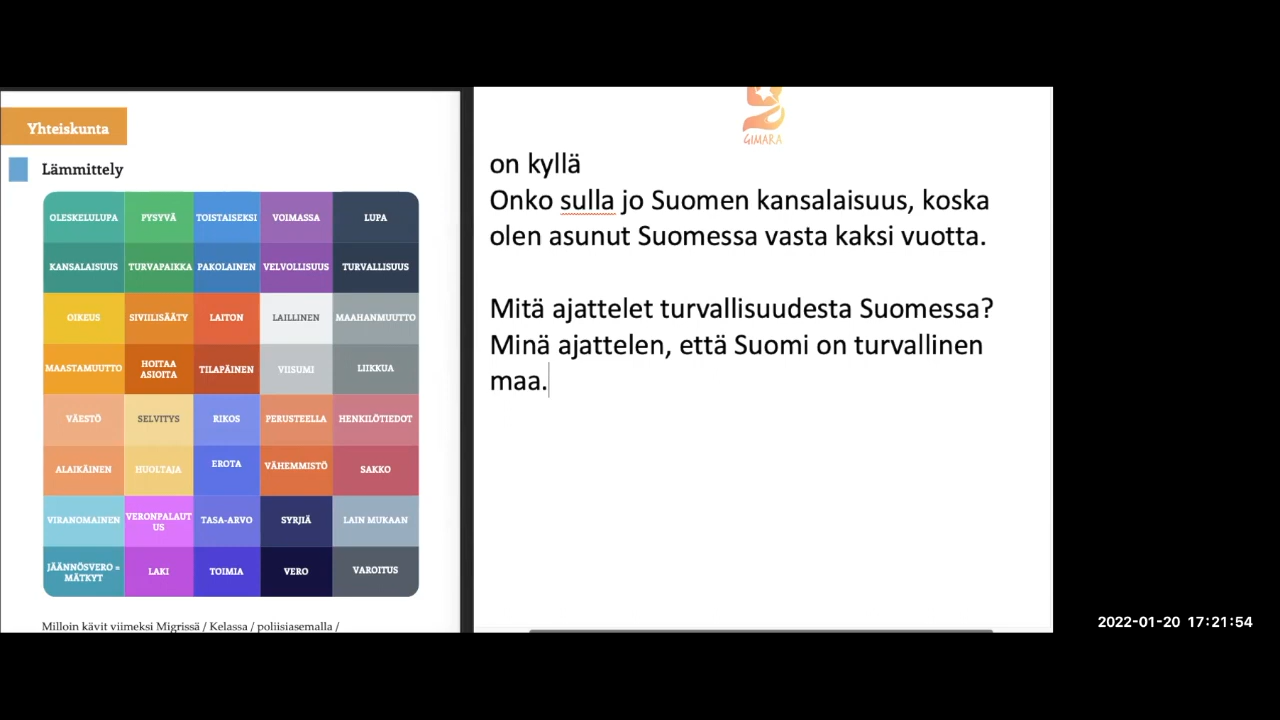 Yhteiskunta
Lämmittely
OLESKELULUPA PYSYVÄ TOISTAISEKSI VOIMASSA LUPA
KANSALAISUUS TURVAPAIKKA PAKOLAINEN VELVOLLISUUS TURVALLISUUS
OIKEUS SIVIILISÄÄTY LAITON LAILLINEN MAAHANMUUTTO
MAASTAMUUTTO HOITAA ASIOITA TILAPÄINEN VIISUMI LIIKKUA
VÄESTÖ SELVITYS RIKOS PERUSTEELLA HENKILÖTIEDOT
ALAIKÄINEN HUOLTAJA EROTA VÄHEMMISTÖ SAKKO
VIRANOMAINEN VERONPALAUTUS TASA-ARVO SYRJIÄ LAIN MUKAAN
JÄÄNNÖSVERO = MÄTKYT LAKI TOIMIA VERO VAROITUS
Milloin kävit viimeksi Migrissä / Kelassa / poliisiasemalla /
GIMARA
on kyllä
Onko sulla jo Suomen kansalaisuus, koska
olen asunut Suomessa vasta kaksi vuotta.
Mitä ajattelet turvallisuudesta Suomessa?
Minä ajattelen, että Suomi on turvallinen
maa.
2022-01-20 17:21:54